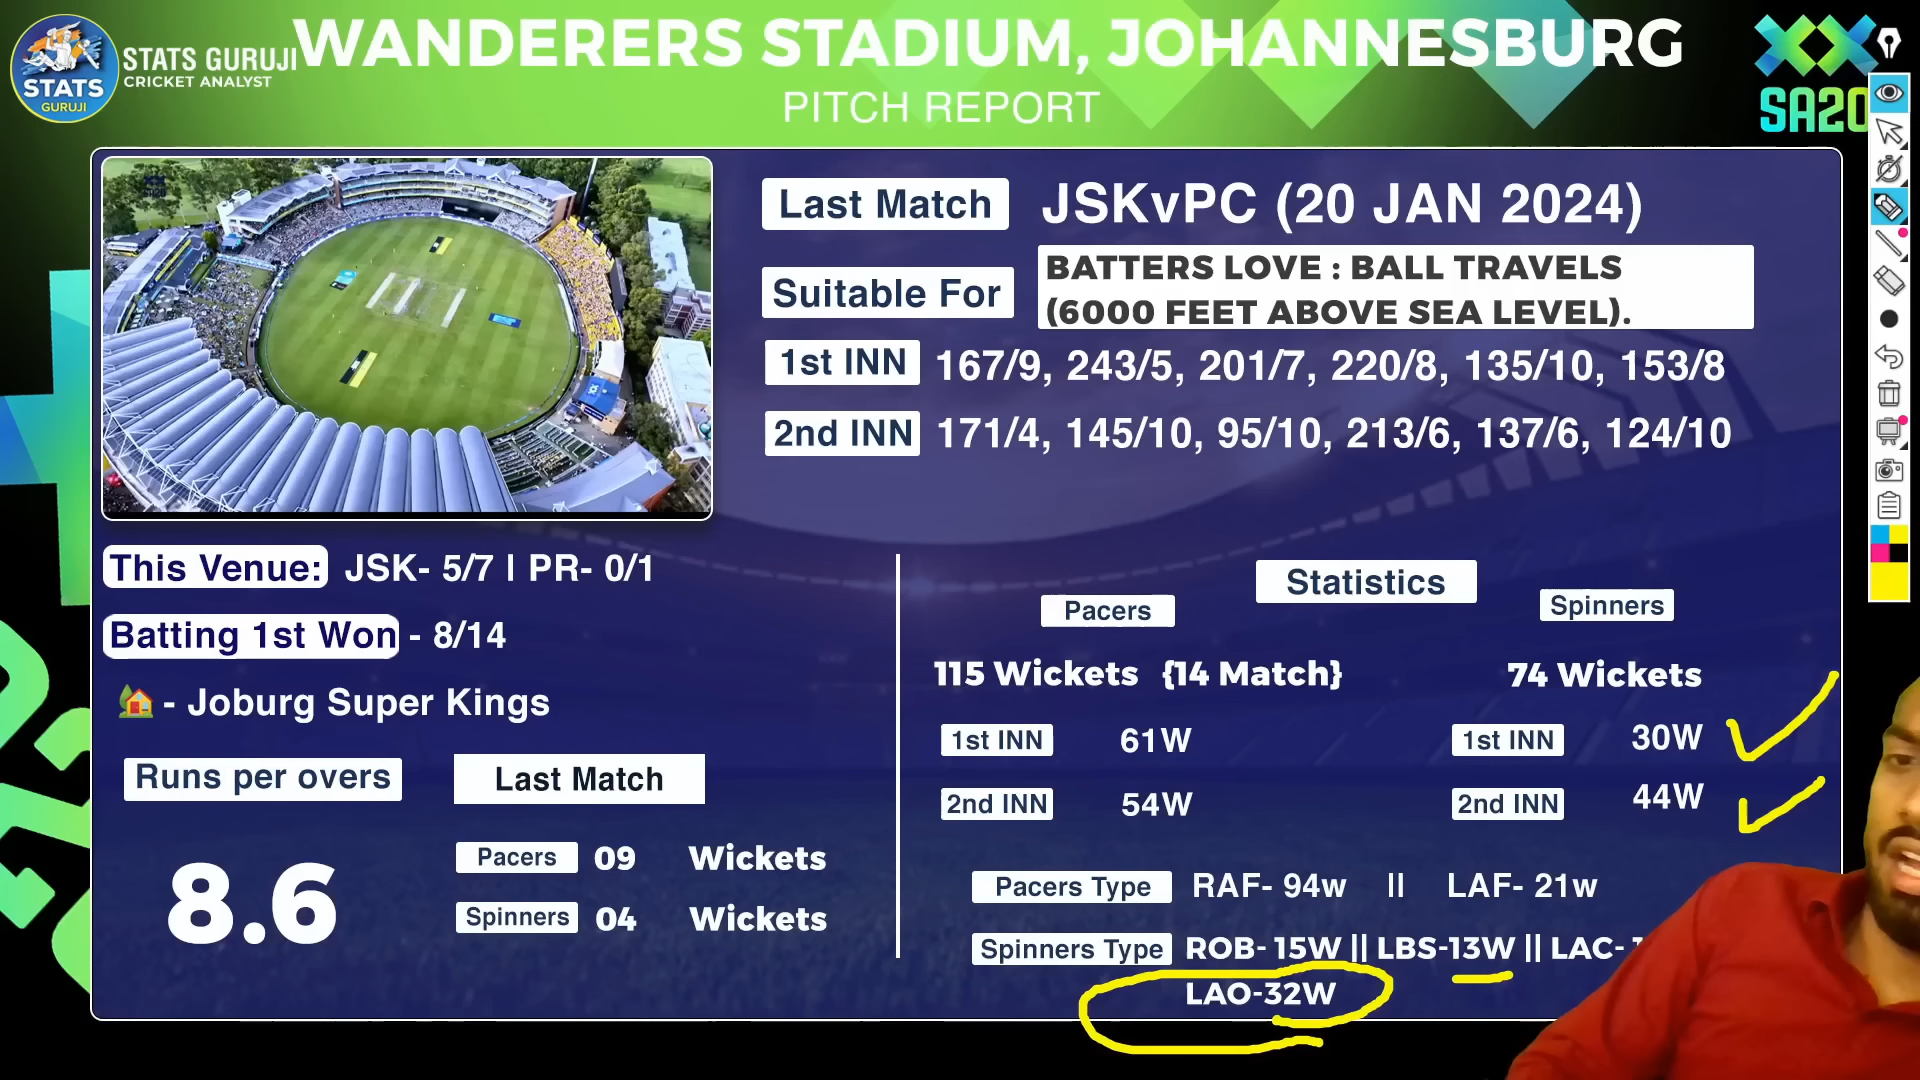 STATS GURUJI
CRICKET ANALYST
STATS
GURUJI
WANDERERS STADIUM, JOHANNESBURG
PITCH REPORT
SA20
Last Match JSKvPC (20 JAN 2024)
Suitable For BATTERS LOVE : BALL TRAVELS
(6000 FEET ABOVE SEA LEVEL).
1st INN 167/9, 243/5, 201/7, 220/8, 135/10, 153/8
2nd INN 171/4, 145/10, 95/10, 213/6, 137/6, 124/10
This Venue: JSK- 5/7 | PR- 0/1
Batting 1st Won - 8/14
- Joburg Super Kings
Runs per overs
8.6
Last Match
Pacers 09 Wickets
Spinners 04 Wickets
Statistics
Pacers
Spinners
115 Wickets {14 Match}
74 Wickets
1st INN 61W
1st INN 30W
2nd INN 54W
2nd INN 44W
Pacers Type RAF- 94w || LAF- 21w
Spinners Type ROB- 15W || LBS-13W || LAC-
LAO-32W